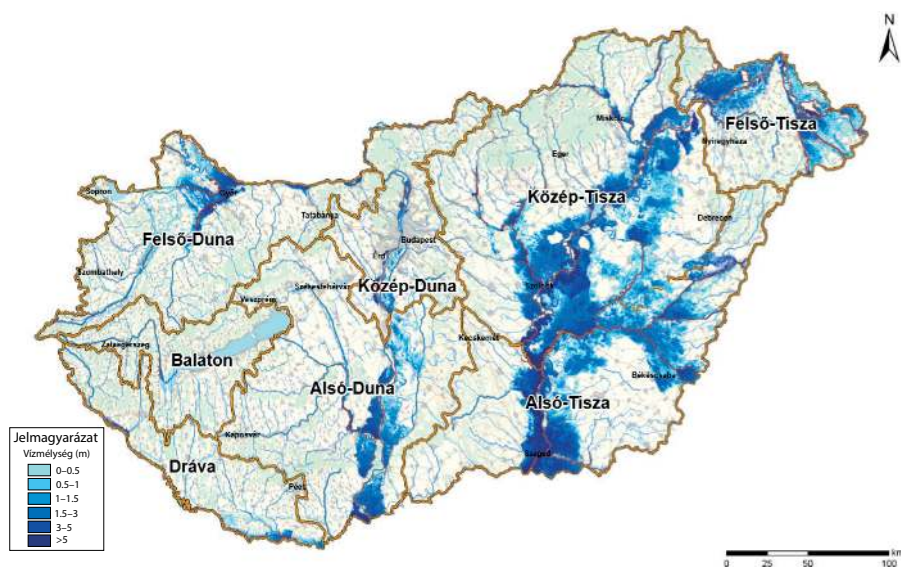 N
Miskolc
Felső-Tisza
Nyíregyháza
Eger
Sopron
Győr
Közép-Tisza
Debrecen
Tatabánya
Felső-Duna
Budapest
Érd
Szombathely
Székesfehérvár
Közép-Duna
Szolnok
Veszprém
Kecskemét
Zalaegerszeg
Balaton
Békéscsaba
Alsó-Duna
Alsó-Tisza
Kaposvár
Szeged
Dráva
Pécs
Jelmagyarázat
Vízmélység (m)
0–0.5
0.5–1
1–1.5
1.5–3
3–5
>5
km
0 25 50 100